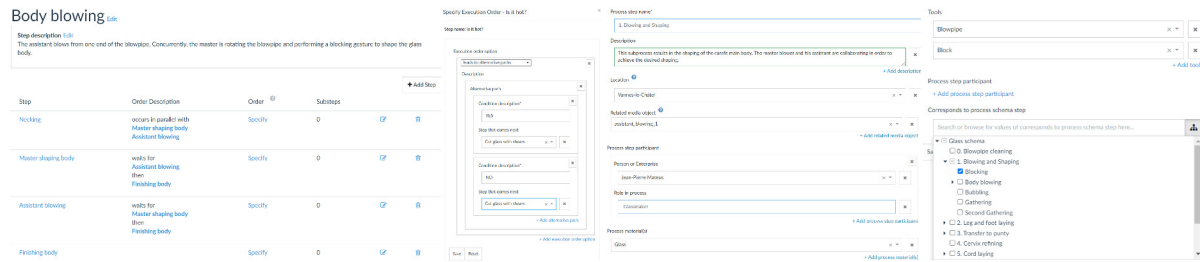 Body blowing Edit
Step description Edit
The assistant blows from one end of the blowpipe. Concurrently, the master is rotating the blowpipe and performing a blocking gesture to shape the glass
body.
+ Add Step
Step Order Description Order Substeps
Necking occurs in parallel with Specify 0
Master shaping body
Assistant blowing
Master shaping body waits for Specify 0
Assistant blowing
then
Finishing body
Assistant blowing waits for Specify 0
Master shaping body
then
Finishing body
Finishing body Specify 0
Specify Execution Order - Is it hot?
Step name: Is it hot?
Execution order option
leads to alternative paths
Description
Alternative path
Condition description*
Step that comes next
Cut glass with shears
Condition description*
NO
Step that comes next
Cut glass with shears
+ Add alternative path
+ Add execution order option
Save Reset
Process step name*
1. Blowing and Shaping
Description
This subprocess results in the shaping of the carafe main body. The master blower and his assistant are collaborating in order to
achieve the desired shaping.
+ Add description
Location
Vannes-le-Châtel
Related media object
assistant_blowing_1
+ Add related media object
Process step participant
Person or Enterprise
Jean-Pierre Mateus
Role in process
Glassmaker
+ Add process step participant
Process material(s)
Glass
+ Add process material(s)
Tools
Blowpipe
Block
+ Add tool
Process step participant
+ Add process step participant
Corresponds to process schema step
Search or browse for values of corresponds to process schema step here...
Glass schema
0. Blowpipe cleaning
1. Blowing and Shaping
Blocking
Body blowing
Bubbling
Gathering
Second Gathering
2. Leg and foot laying
3. Transfer to punty
4. Cervix refining
5. Cord laying